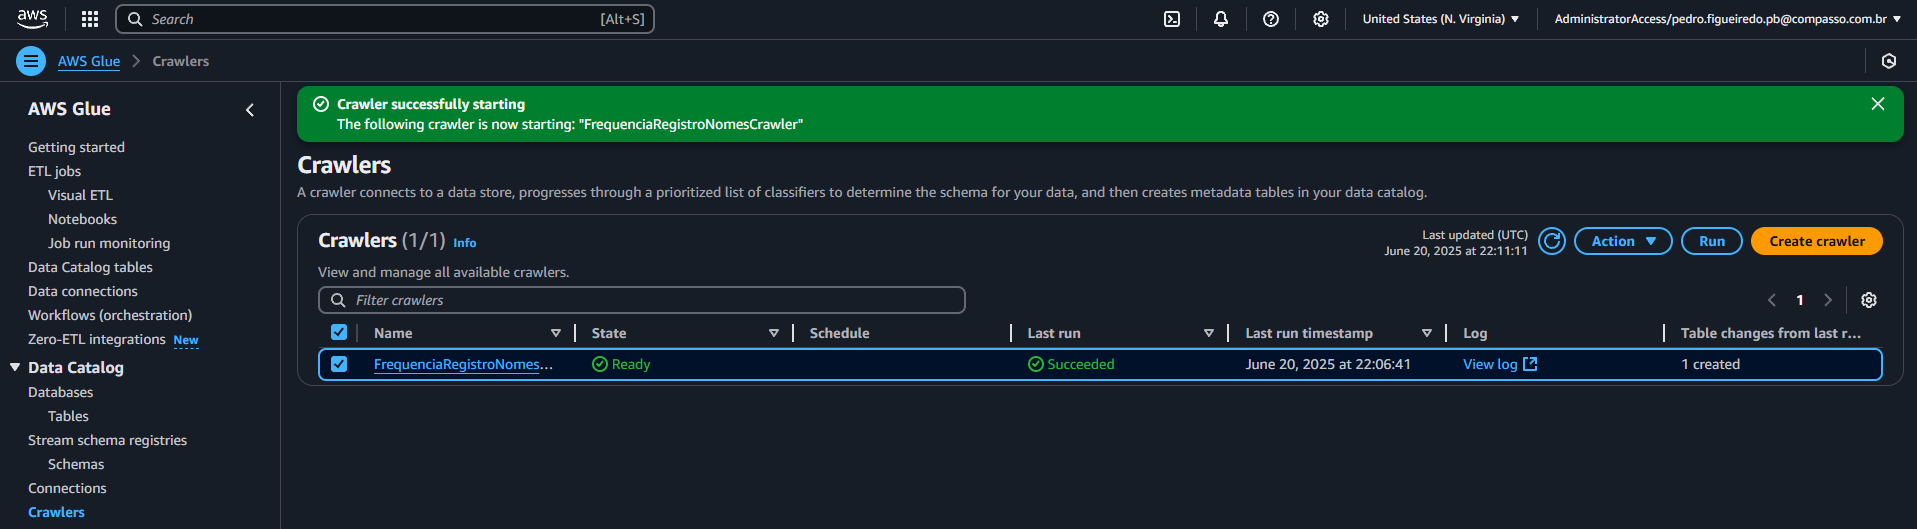 aws
Search [Alt+S]
United States (N. Virginia)
AdministratorAccess/pedro.figueiredo.pb@compasso.com.br
AWS Glue > Crawlers
AWS Glue
Getting started
ETL jobs
Visual ETL
Notebooks
Job run monitoring
Data Catalog tables
Data connections
Workflows (orchestration)
Zero-ETL integrations New
Data Catalog
Databases
Tables
Stream schema registries
Schemas
Connections
Crawlers
Crawler successfully starting
The following crawler is now starting: "FrequenciaRegistroNomesCrawler"
Crawlers
A crawler connects to a data store, progresses through a prioritized list of classifiers to determine the schema for your data, and then creates metadata tables in your data catalog.
Crawlers (1/1) Info
Last updated (UTC)
June 20, 2025 at 22:11:11
Action
Run
Create crawler
View and manage all available crawlers.
Filter crawlers
1
Name State Schedule Last run Last run timestamp Log Table changes from last r...
FrequenciaRegistroNomes... Ready Succeeded June 20, 2025 at 22:06:41 View log 1 created